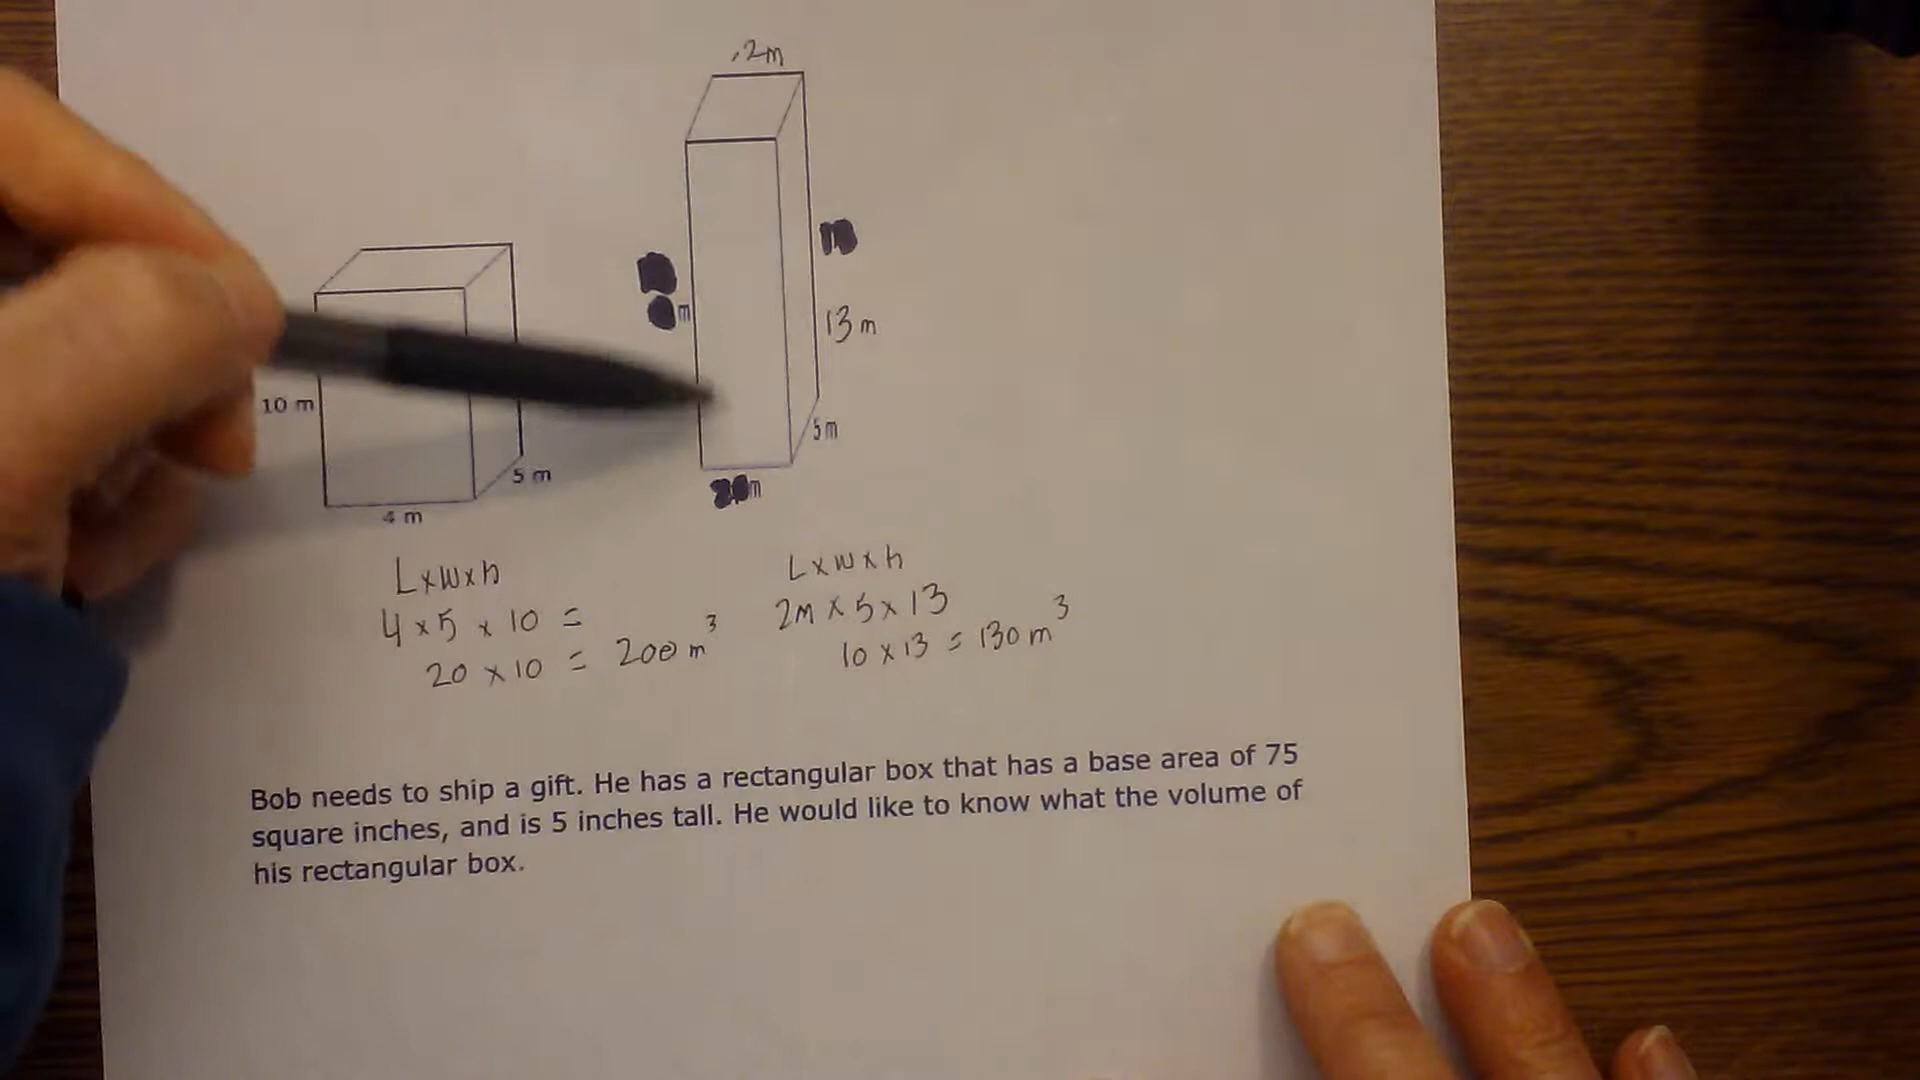 .2m
m
13 m
10 m
5 m
5 m
m
4 m
L x W x h
L x W x h
4 x 5 x 10 =
2m x 5 x 13
20 x 10 = 200 m³
10 x 13 = 130 m³
Bob needs to ship a gift. He has a rectangular box that has a base area of 75
square inches, and is 5 inches tall. He would like to know what the volume of
his rectangular box.